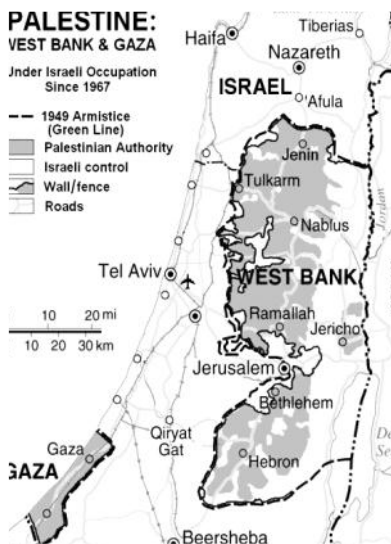 PALESTINE:
WEST BANK & GAZA
Under Israeli Occupation
Since 1967
1949 Armistice
(Green Line)
Palestinian Authority
Israeli control
Wall/fence
Roads
Haifa
Tiberias
Nazareth
ISRAEL
'Afula
Jenin
Tulkarm
Nablus
Jordan
Tel Aviv
WEST BANK
10 20 mi
10 20 30 km
Ramallah
Jericho
Jerusalem
Bethlehem
Qiryat
Gat
Gaza
GAZA
Hebron
Beersheba